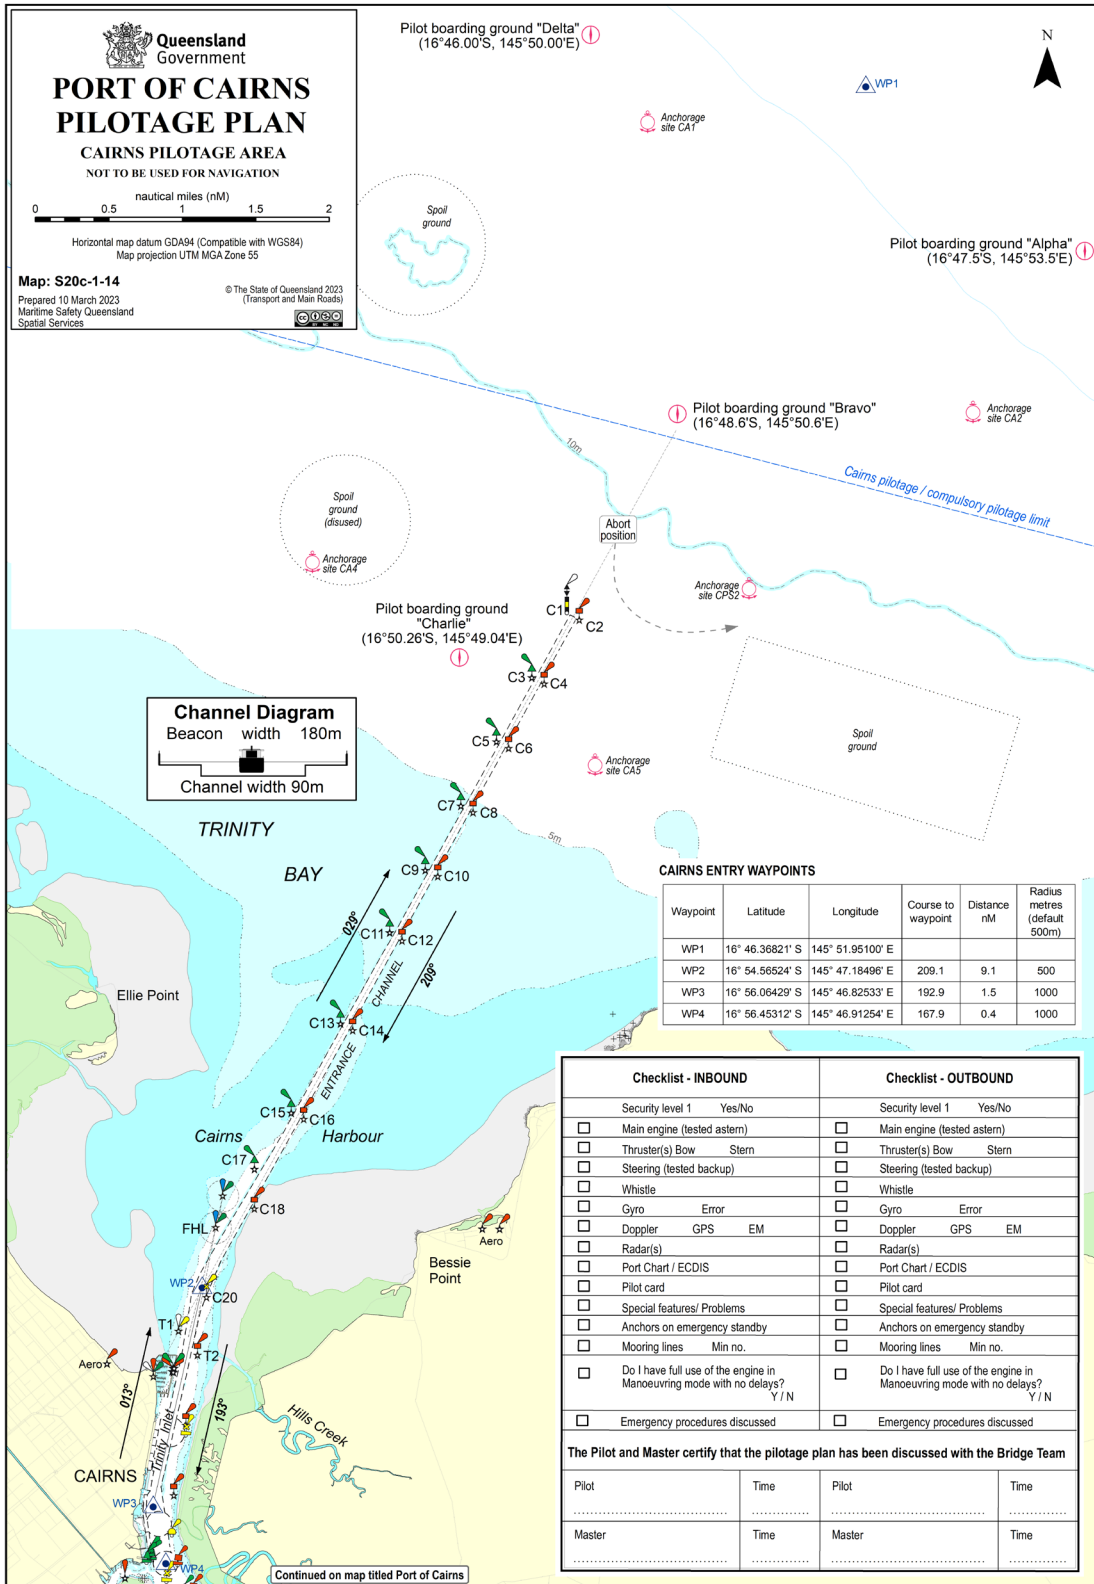 Queensland
Government
PORT OF CAIRNS
PILOTAGE PLAN
CAIRNS PILOTAGE AREA
NOT TO BE USED FOR NAVIGATION
nautical miles (nM)
0 0.5 1 1.5 2
Horizontal map datum GDA94 (Compatible with WGS84)
Map projection UTM MGA Zone 55
Map: S20c-1-14
Prepared 10 March 2023
Maritime Safety Queensland
Spatial Services
© The State of Queensland 2023
(Transport and Main Roads)
Pilot boarding ground "Delta"
(16°46.00'S, 145°50.00'E)
N
WP1
Anchorage
site CA1
Spoil
ground
Pilot boarding ground "Alpha"
(16°47.5'S, 145°53.5'E)
Pilot boarding ground "Bravo"
(16°48.6'S, 145°50.6'E)
Anchorage
site CA2
10m
Cairns pilotage / compulsory pilotage limit
Spoil
ground
(disused)
Abort
position
Anchorage
site CA4
Anchorage
site CPS2
Pilot boarding ground
"Charlie"
(16°50.26'S, 145°49.04'E)
C1
C2
C3
C4
Channel Diagram
Beacon width 180m
Channel width 90m
C5
C6
Spoil
ground
Anchorage
site CA5
C7
C8
TRINITY
BAY
5m
C9
C10
029°
C11
C12
209°
CHANNEL
ENTRANCE
Ellie Point
C13
C14
C15
C16
Cairns Harbour
C17
C18
FHL
Aero
Bessie
Point
WP2
C20
T1
T2
Aero
013°
193°
Trinity Inlet
Hills Creek
CAIRNS
WP3
WP4
Continued on map titled Port of Cairns
CAIRNS ENTRY WAYPOINTS
Waypoint Latitude Longitude Course to waypoint Distance nM Radius metres (default 500m)
WP1 16° 46.36821' S 145° 51.95100' E
WP2 16° 54.56524' S 145° 47.18496' E 209.1 9.1 500
WP3 16° 56.06429' S 145° 46.82533' E 192.9 1.5 1000
WP4 16° 56.45312' S 145° 46.91254' E 167.9 0.4 1000
Checklist - INBOUND
Security level 1 Yes/No
Main engine (tested astern)
Thruster(s) Bow Stern
Steering (tested backup)
Whistle
Gyro Error
Doppler GPS EM
Radar(s)
Port Chart / ECDIS
Pilot card
Special features/ Problems
Anchors on emergency standby
Mooring lines Min no.
Do I have full use of the engine in
Manoeuvring mode with no delays?
Y / N
Emergency procedures discussed
Checklist - OUTBOUND
Security level 1 Yes/No
Main engine (tested astern)
Thruster(s) Bow Stern
Steering (tested backup)
Whistle
Gyro Error
Doppler GPS EM
Radar(s)
Port Chart / ECDIS
Pilot card
Special features/ Problems
Anchors on emergency standby
Mooring lines Min no.
Do I have full use of the engine in
Manoeuvring mode with no delays?
Y / N
Emergency procedures discussed
The Pilot and Master certify that the pilotage plan has been discussed with the Bridge Team
Pilot Time Pilot Time
Master Time Master Time